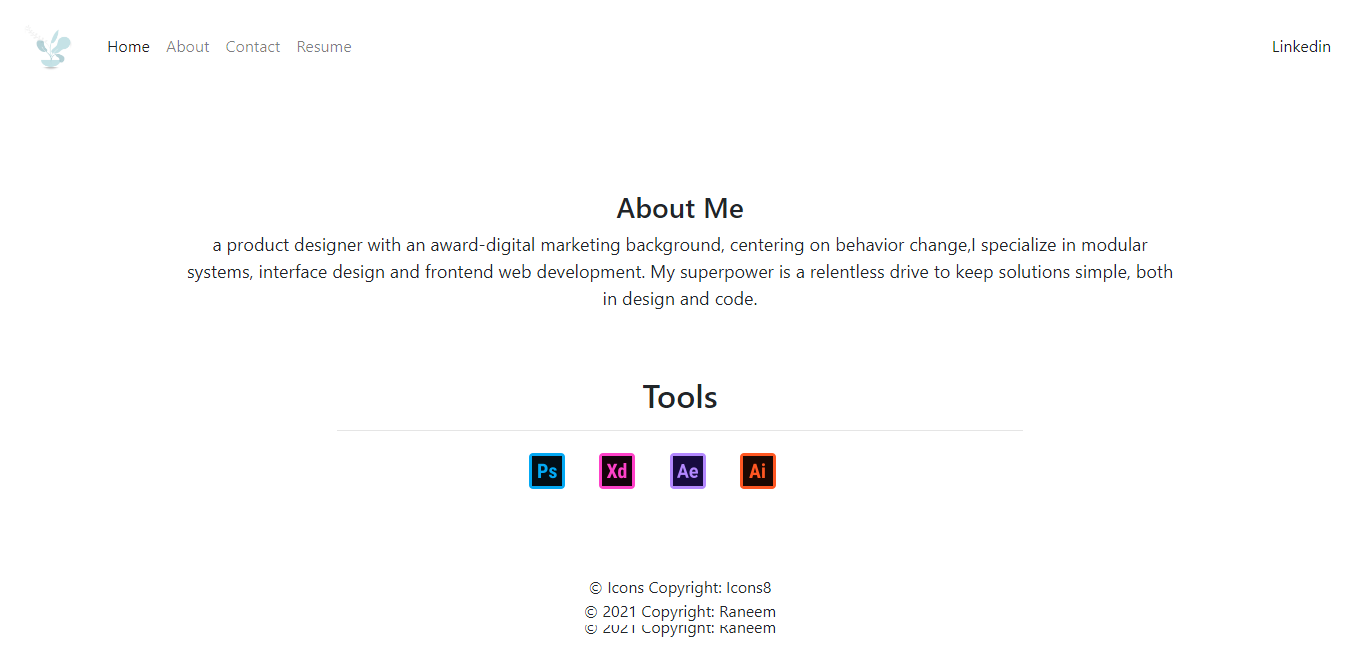 Home About Contact Resume Linkedin
About Me
a product designer with an award-digital marketing background, centering on behavior change,I specialize in modular
systems, interface design and frontend web development. My superpower is a relentless drive to keep solutions simple, both
in design and code.
Tools
Ps Xd Ae Ai
© Icons Copyright: Icons8
© 2021 Copyright: Raneem
© 2021 Copyright: Raneem